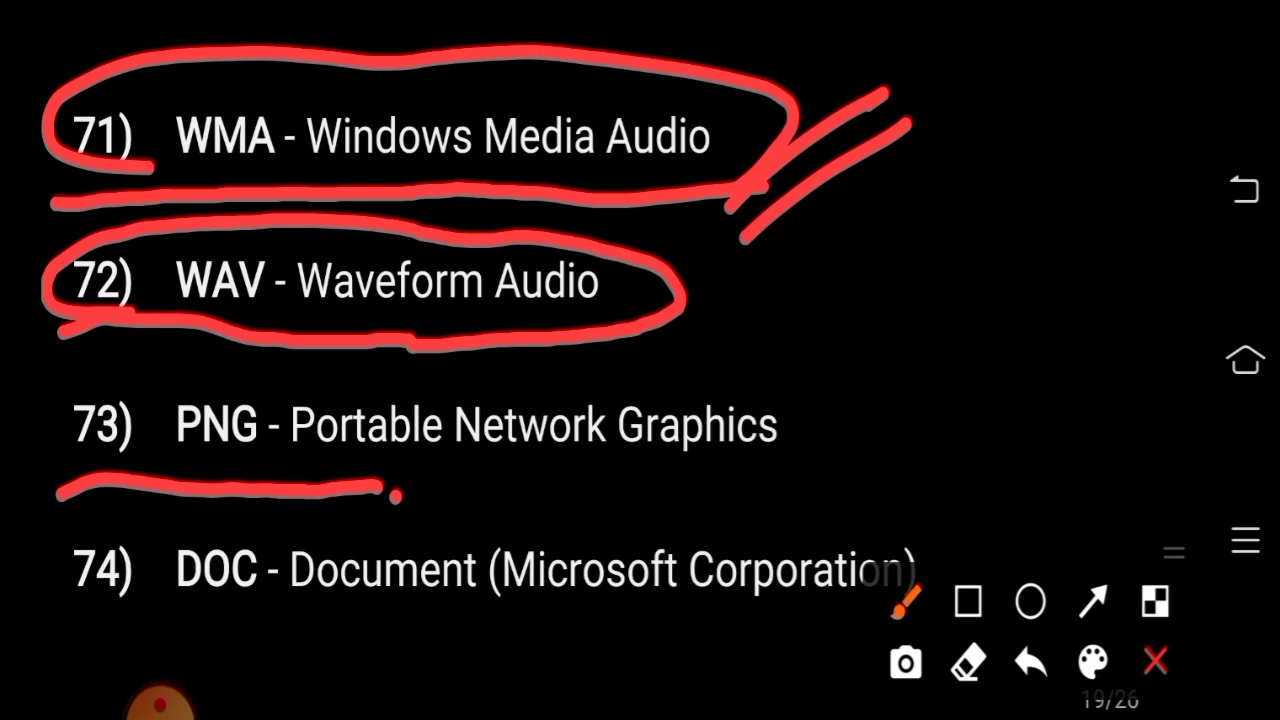 71) WMA - Windows Media Audio
72) WAV - Waveform Audio
73) PNG - Portable Network Graphics
74) DOC - Document (Microsoft Corporation)
19/26